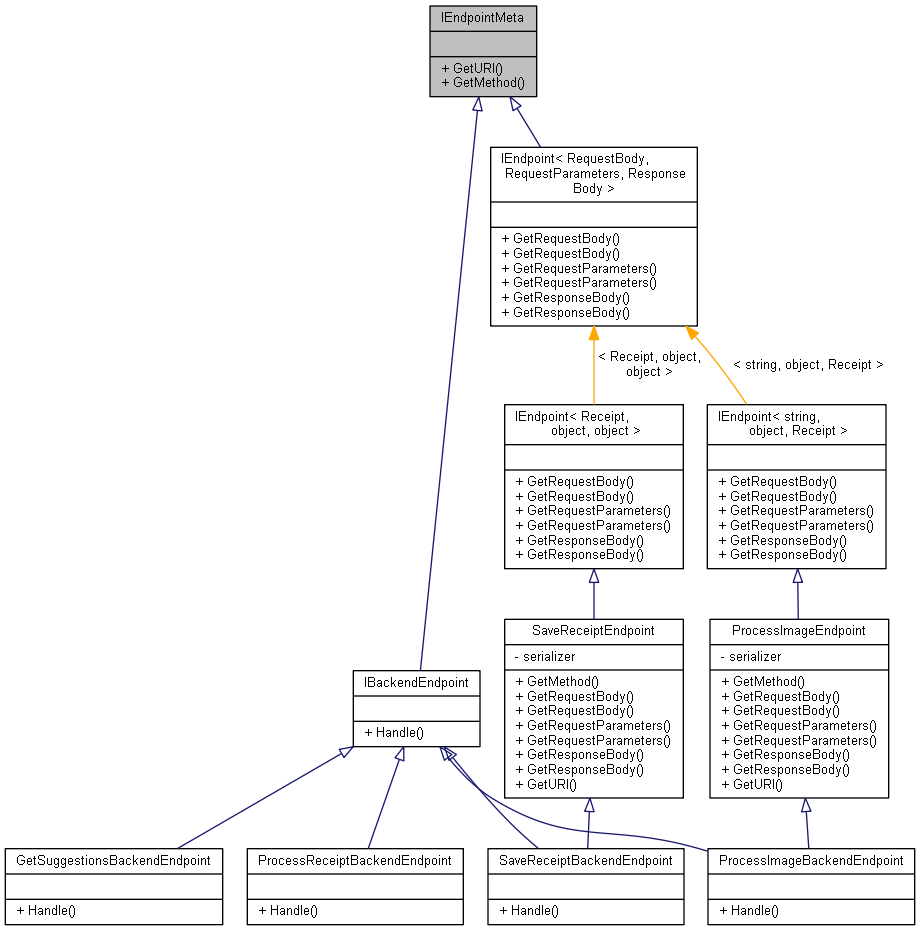 IEndpointMeta
+ GetURI()
+ GetMethod()
IEndpoint< RequestBody,
RequestParameters, Response
Body >
+ GetRequestBody()
+ GetRequestBody()
+ GetRequestParameters()
+ GetRequestParameters()
+ GetResponseBody()
+ GetResponseBody()
< Receipt, object,
object >
< string, object, Receipt >
IEndpoint< Receipt,
object, object >
+ GetRequestBody()
+ GetRequestBody()
+ GetRequestParameters()
+ GetRequestParameters()
+ GetResponseBody()
+ GetResponseBody()
IEndpoint< string,
object, Receipt >
+ GetRequestBody()
+ GetRequestBody()
+ GetRequestParameters()
+ GetRequestParameters()
+ GetResponseBody()
+ GetResponseBody()
IBackendEndpoint
+ Handle()
SaveReceiptEndpoint
- serializer
+ GetMethod()
+ GetRequestBody()
+ GetRequestBody()
+ GetRequestParameters()
+ GetRequestParameters()
+ GetResponseBody()
+ GetResponseBody()
+ GetURI()
ProcessImageEndpoint
- serializer
+ GetMethod()
+ GetRequestBody()
+ GetRequestBody()
+ GetRequestParameters()
+ GetRequestParameters()
+ GetResponseBody()
+ GetResponseBody()
+ GetURI()
GetSuggestionsBackendEndpoint
+ Handle()
ProcessReceiptBackendEndpoint
+ Handle()
SaveReceiptBackendEndpoint
+ Handle()
ProcessImageBackendEndpoint
+ Handle()